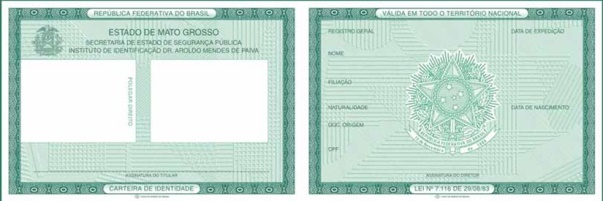 REPÚBLICA FEDERATIVA DO BRASIL
ESTADO DE MATO GROSSO
SECRETARIA DE ESTADO DE SEGURANÇA PÚBLICA
INSTITUTO DE IDENTIFICAÇÃO DR. AROLDO MENDES DE PAIVA
POLEGAR DIREITO
ASSINATURA DO TITULAR
CARTEIRA DE IDENTIDADE
VÁLIDA EM TODO O TERRITÓRIO NACIONAL
REGISTRO GERAL DATA DE EXPEDIÇÃO
NOME
FILIAÇÃO
NATURALIDADE DATA DE NASCIMENTO
DOC. ORIGEM
CPF
ASSINATURA DO DIRETOR
LEI Nº 7.116 DE 29/08/83